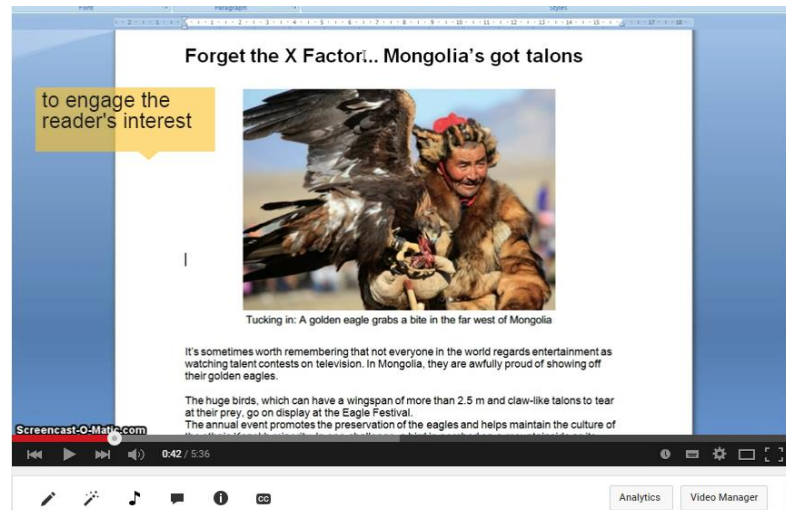 Font Paragraph Styles
Forget the X Factor... Mongolia's got talons
to engage the
reader's interest
Tucking in: A golden eagle grabs a bite in the far west of Mongolia
It's sometimes worth remembering that not everyone in the world regards entertainment as
watching talent contests on television. In Mongolia, they are awfully proud of showing off
their golden eagles.
The huge birds, which can have a wingspan of more than 2.5 m and claw-like talons to tear
at their prey, go on display at the Eagle Festival.
The annual event promotes the preservation of the eagles and helps maintain the culture of
Screencast-O-Matic.com
0:42 / 5:36
CC
Analytics Video Manager